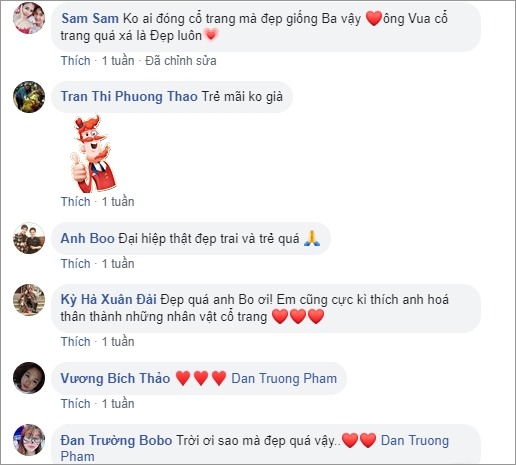 Sam Sam Ko ai đóng cổ trang mà đẹp giống Ba vậy ❤️ông Vua cổ
trang quá xá là Đẹp luôn💗
Thích · 1 tuần · Đã chỉnh sửa
Tran Thi Phuong Thao Trẻ mãi ko già
Thích · 1 tuần
Anh Boo Đại hiệp thật đẹp trai và trẻ quá 🙏
Thích · 1 tuần
Kỳ Hà Xuân Đài Đẹp quá anh Bo ơi! Em cũng cực kì thích anh hoá
thân thành những nhân vật cổ trang ❤️❤️❤️
Thích · 1 tuần
Vương Bích Thảo ❤️ ❤️ ❤️ Dan Truong Pham
Thích · 1 tuần
Đan Trường Bobo Trời ơi sao mà đẹp quá vậy..❤️❤️ Dan Truong
Pham